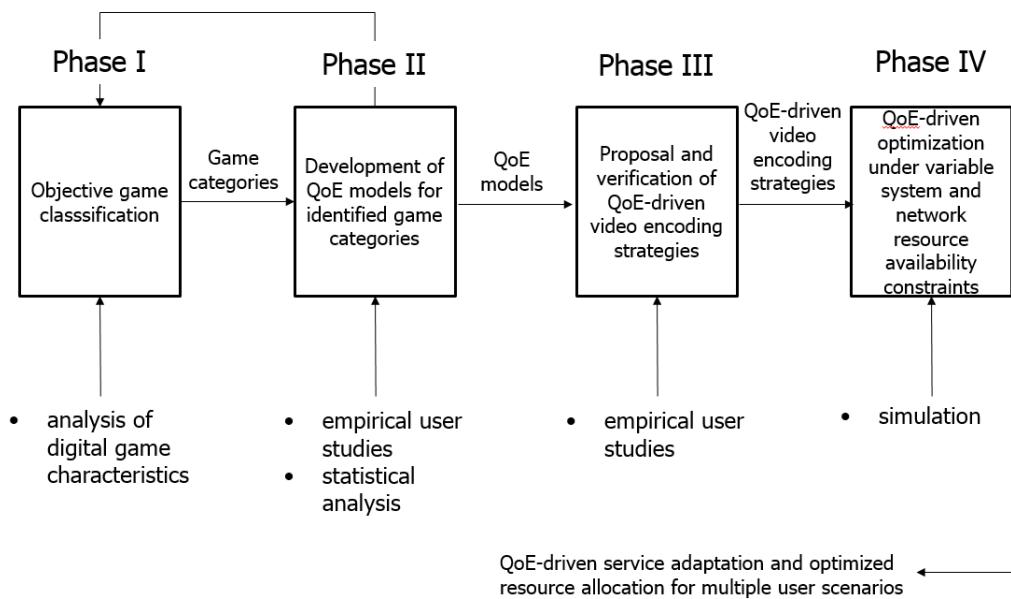 Phase I
Phase II
Phase III
Phase IV
Objective game
classsification
Game
categories
Development of
QoE models for
identified game
categories
QoE
models
Proposal and
verification of
QoE-driven
video encoding
strategies
QoE-driven
video
encoding
strategies
QoE-driven
optimization
under variable
system and
network
resource
availability
constraints
• analysis of
digital game
characteristics
• empirical user
studies
• statistical
analysis
• empirical user
studies
• simulation
QoE-driven service adaptation and optimized
resource allocation for multiple user scenarios